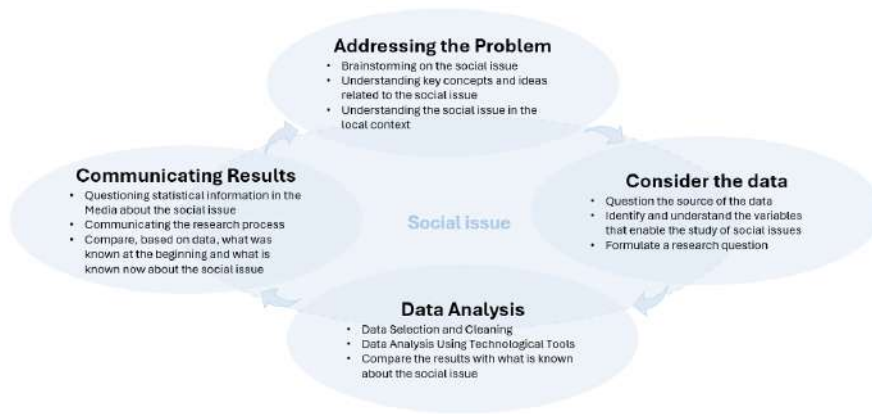 Addressing the Problem
• Brainstorming on the social issue
• Understanding key concepts and ideas
related to the social issue
• Understanding the social issue in the
local context
Communicating Results
• Questioning statistical information in the
Media about the social issue
• Communicating the research process
• Compare, based on data, what was
known at the beginning and what is
known now about the social issue
Social issue
Consider the data
• Question the source of the data
• Identify and understand the variables
that enable the study of social issues
• Formulate a research question
Data Analysis
• Data Selection and Cleaning
• Data Analysis Using Technological Tools
• Compare the results with what is known
about the social issue